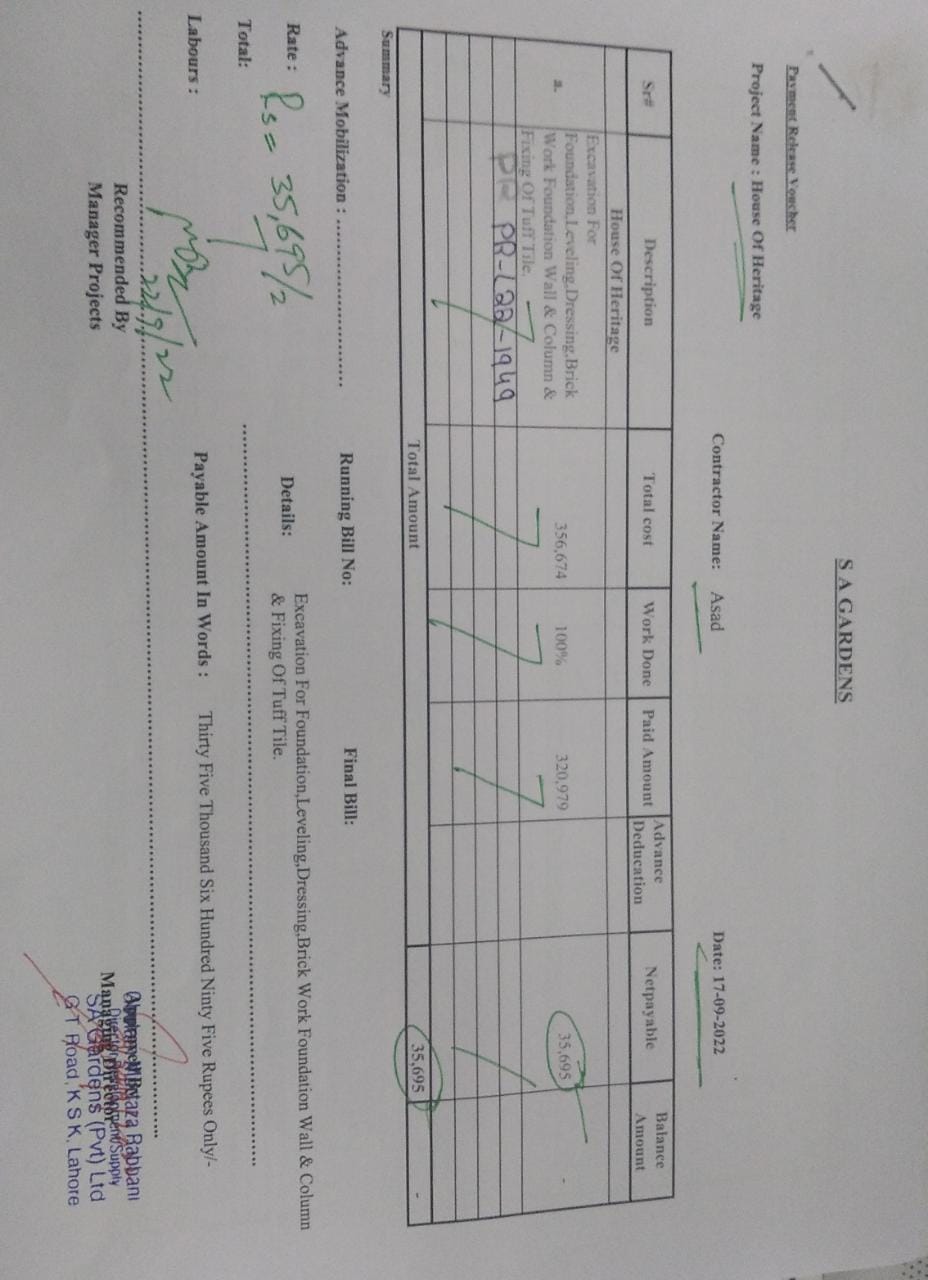 S A GARDENS
Payment Release Voucher
Project Name : House Of Heritage
Contractor Name: Asad
Date: 17-09-2022
Sr# Description Total cost Work Done Paid Amount Advance Deducation Netpayable Balance Amount
House Of Heritage
a. Excavation For Foundation,Leveling,Dressing,Brick Work Foundation Wall & Column & Fixing Of Tuff Tile. 356,674 100% 320,979 35,695 -
PR-L22-1949
Total Amount 35,695 -
Summary
Advance Mobilization : Running Bill No: Final Bill:
Rate : Rs= 35,695/2
Details: Excavation For Foundation,Leveling,Dressing,Brick Work Foundation Wall & Column
& Fixing Of Tuff Tile.
Total:
Labours : Payable Amount In Words : Thirty Five Thousand Six Hundred Ninty Five Rupees Only/-
22/9/22
Recommended By
Manager Projects
Managing Director
SA Gardens (Pvt) Ltd
G T Road, K S K, Lahore